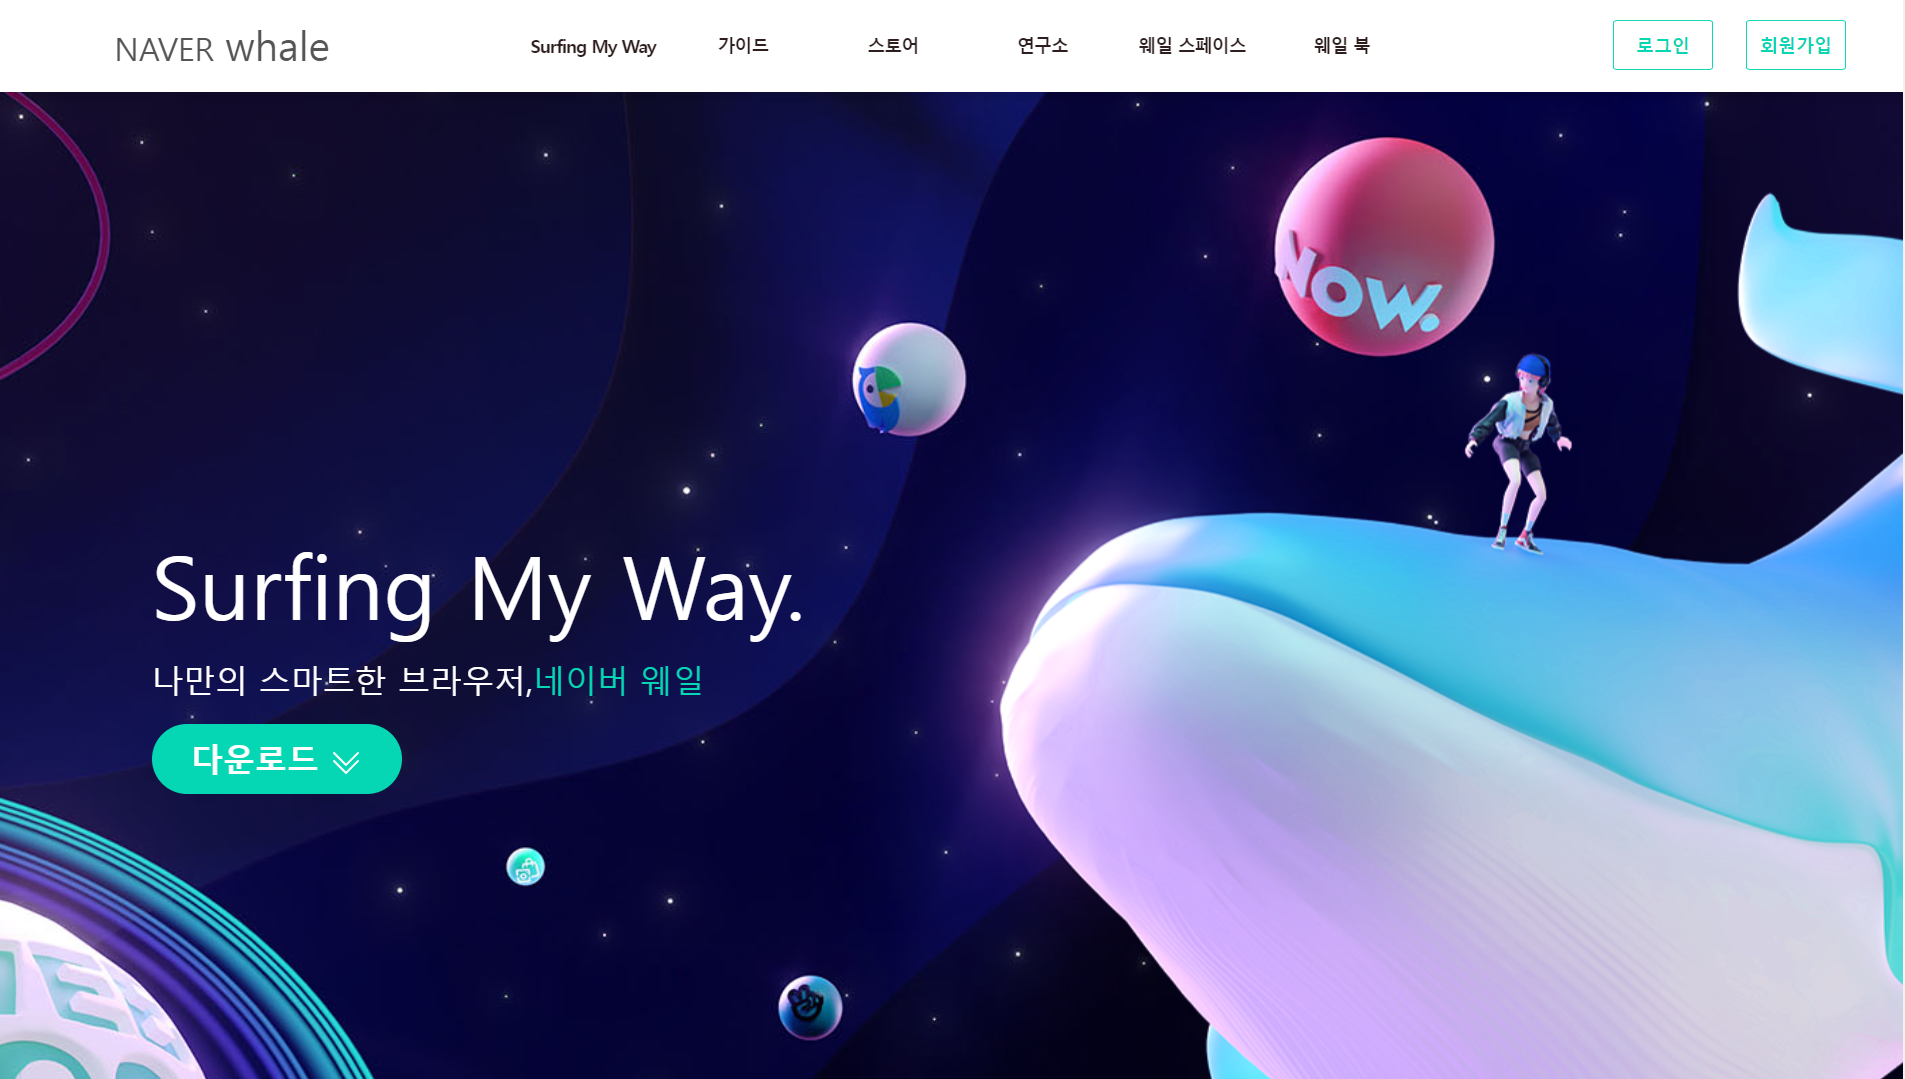 NAVER whale
Surfing My Way
가이드
스토어
연구소
웨일 스페이스
웨일 북
로그인
회원가입
NOW.
Surfing My Way.
나만의 스마트한 브라우저,네이버 웨일
다운로드